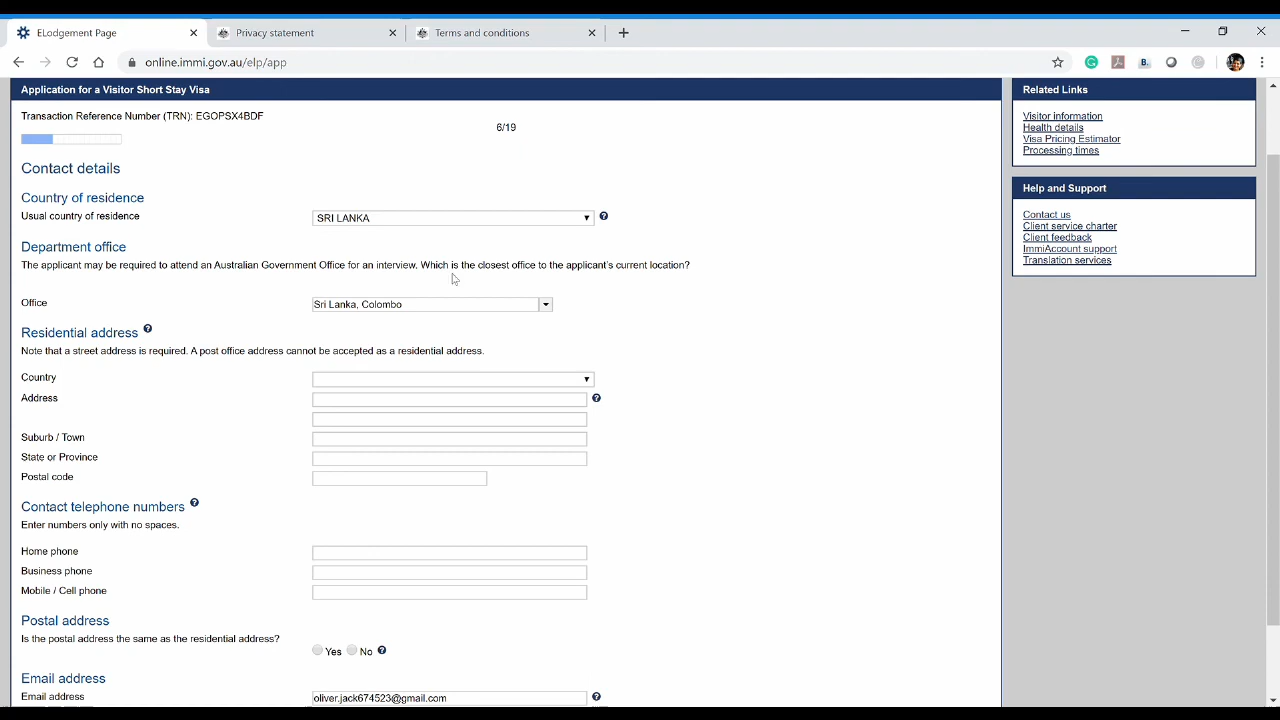 ELodgement Page
Privacy statement
Terms and conditions
online.immi.gov.au/elp/app
Application for a Visitor Short Stay Visa
Transaction Reference Number (TRN): EGOPSX4BDF
6/19
Contact details
Country of residence
Usual country of residence
SRI LANKA
Department office
The applicant may be required to attend an Australian Government Office for an interview. Which is the closest office to the applicant's current location?
Office
Sri Lanka, Colombo
Residential address
Note that a street address is required. A post office address cannot be accepted as a residential address.
Country
Address
Suburb / Town
State or Province
Postal code
Contact telephone numbers
Enter numbers only with no spaces.
Home phone
Business phone
Mobile / Cell phone
Postal address
Is the postal address the same as the residential address?
Yes No
Email address
Email address
oliver.jack674523@gmail.com
Related Links
Visitor information
Health details
Visa Pricing Estimator
Processing times
Help and Support
Contact us
Client service charter
Client feedback
ImmiAccount support
Translation services